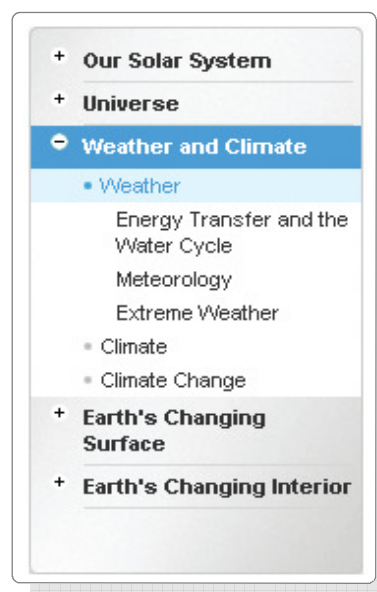 Our Solar System
Universe
Weather and Climate
Weather
Energy Transfer and the
Water Cycle
Meteorology
Extreme Weather
Climate
Climate Change
Earth's Changing
Surface
Earth's Changing Interior